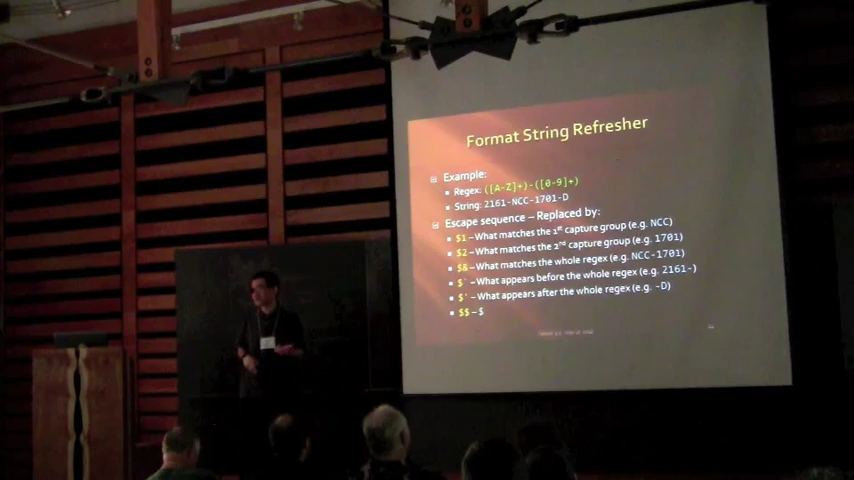 Format String Refresher
Example:
Regex: ([A-Z]+)-([0-9]+)
String: 2161-NCC-1701-D
Escape sequence – Replaced by:
$1 – What matches the 1st capture group (e.g. NCC)
$2 – What matches the 2nd capture group (e.g. 1701)
$& – What matches the whole regex (e.g. NCC-1701)
$` – What appears before the whole regex (e.g. 2161-)
$' – What appears after the whole regex (e.g. -D)
$$ – $